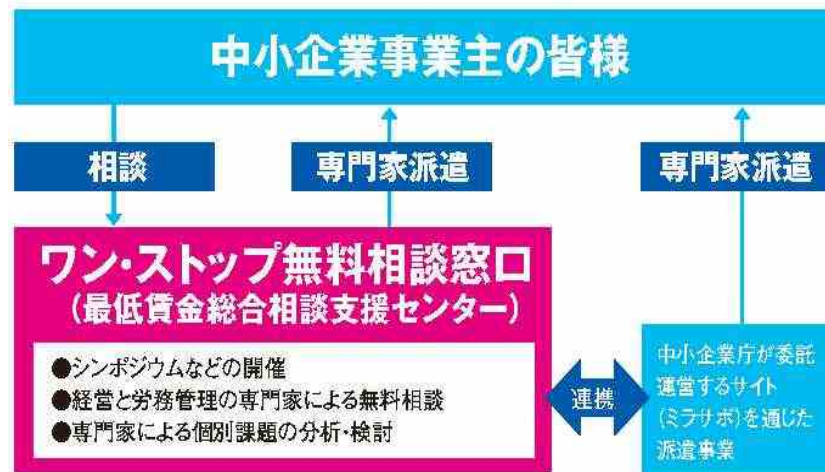 中小企業事業主の皆様
相談
専門家派遣
専門家派遣
ワン・ストップ無料相談窓口
(最低賃金総合相談支援センター)
●シンポジウムなどの開催
●経営と労務管理の専門家による無料相談
●専門家による個別課題の分析・検討
連携
中小企業庁が委託
運営するサイト
(ミラサポ)を通じた
派遣事業